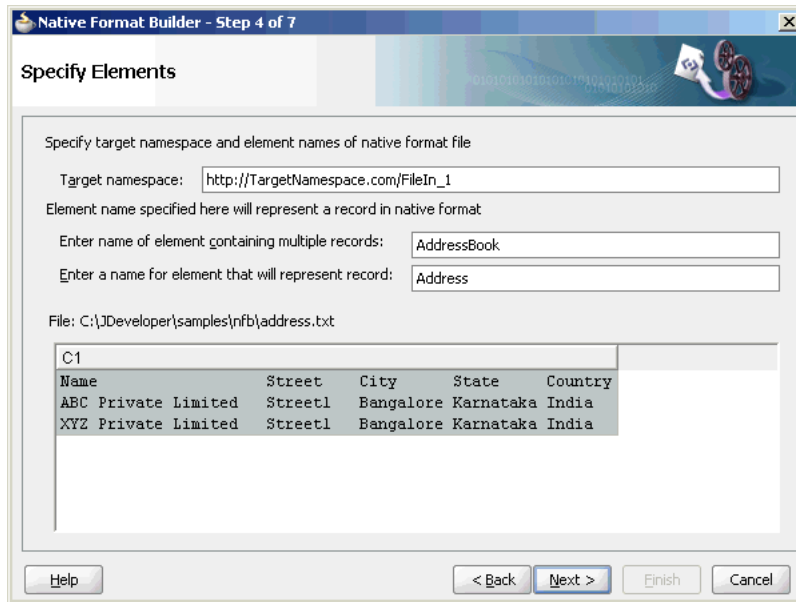 Native Format Builder - Step 4 of 7
Specify Elements
Specify target namespace and element names of native format file
Target namespace: http://TargetNamespace.com/FileIn_1
Element name specified here will represent a record in native format
Enter name of element containing multiple records: AddressBook
Enter a name for element that will represent record: Address
File: C:\JDeveloper\samples\nfb\address.txt
C1
Name Street City State Country
ABC Private Limited Street1 Bangalore Karnataka India
XYZ Private Limited Street1 Bangalore Karnataka India
Help < Back Next > Finish Cancel